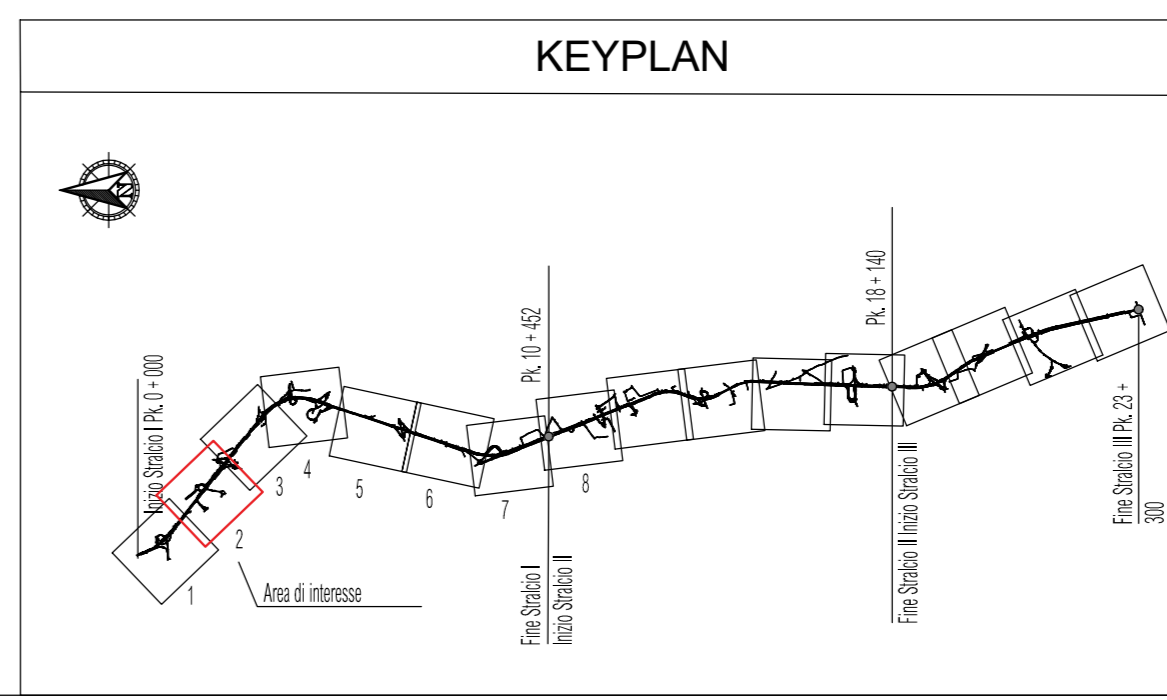 KEYPLAN
N
Inizio Stralcio I Pk. 0 + 000
Pk. 10 + 452
Pk. 18 + 140
1
2
3
4
5
6
7
8
Area di interesse
Fine Stralcio I
Inizio Stralcio II
Fine Stralcio II Inizio Stralcio III
Fine Stralcio III Pk. 23 +
300